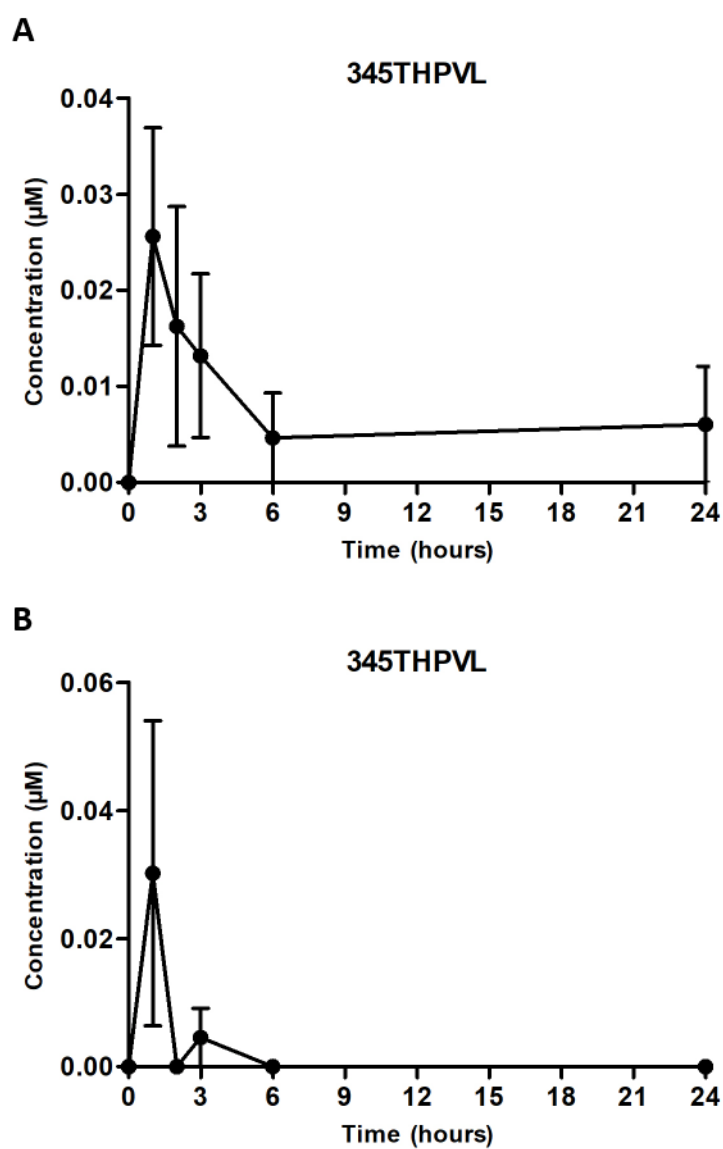 A
345THPVL
Concentration (µM)
0.04
0.03
0.02
0.01
0.00
0 3 6 9 12 15 18 21 24
Time (hours)
B
345THPVL
Concentration (µM)
0.06
0.04
0.02
0.00
0 3 6 9 12 15 18 21 24
Time (hours)